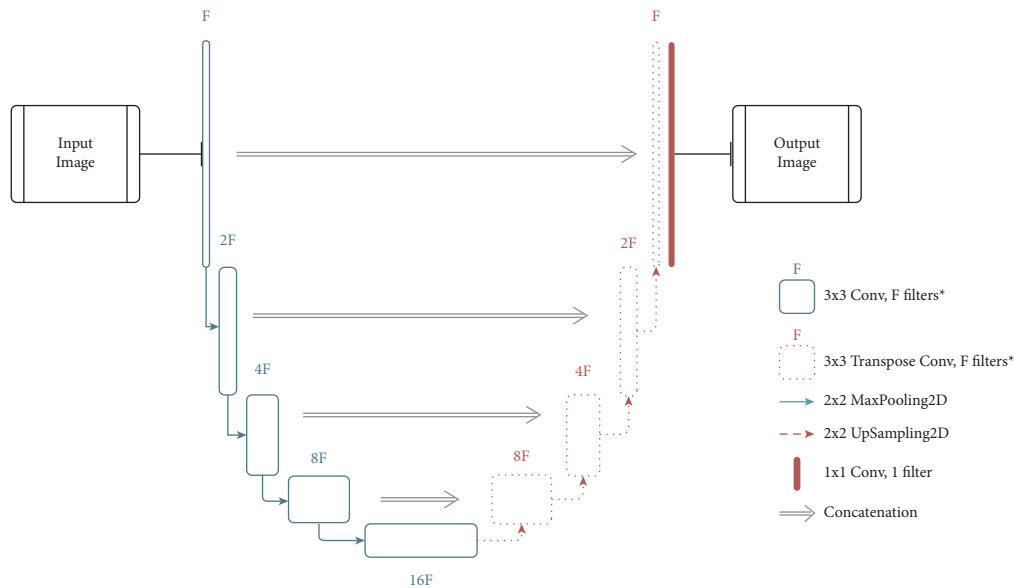 F
F
Input
Image
Output
Image
2F
2F
4F
4F
8F
8F
16F
F
3x3 Conv, F filters*
F
3x3 Transpose Conv, F filters*
2x2 MaxPooling2D
2x2 UpSampling2D
1x1 Conv, 1 filter
Concatenation